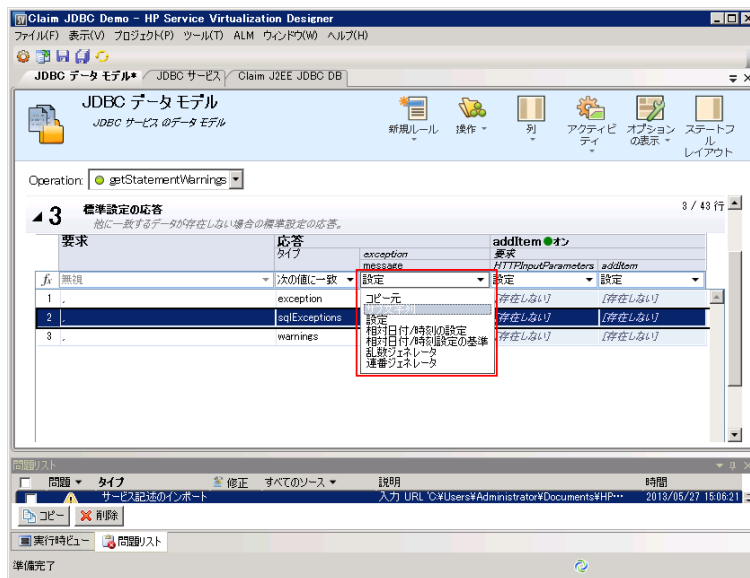 Claim JDBC Demo - HP Service Virtualization Designer
ファイル(F) 表示(V) プロジェクト(P) ツール(T) ALM ウィンドウ(W) ヘルプ(H)
JDBC データ モデル* JDBC サービス Claim J2EE JDBC DB
JDBC データ モデル
JDBC サービス のデータ モデル
新規ルール 操作 列 アクティビティ オプションの表示 ステートフル レイアウト
Operation: getStatementWarnings
3 標準設定の応答 3 / 43 行
他に一致するデータが存在しない場合の標準設定の応答。
要求 応答 addItem オン
タイプ exception 要求
message HTTPInputParameters addItem
fx 無視 次の値に一致 設定 設定 設定
1 exception [存在しない] [存在しない]
2 sqlExceptions [存在しない] [存在しない]
3 warnings [存在しない] [存在しない]
コピー元
サブ文字列
設定
相対日付/時刻の設定
相対日付/時刻設定の基準
乱数ジェネレータ
連番ジェネレータ
問題リスト
問題 タイプ 修正 すべてのソース 説明 時間
サービス記述のインポート 入力 URL 'C:¥Users¥Administrator¥Documents¥HP... 2013/05/27 15:06:21
コピー 削除
実行時ビュー 問題リスト
準備完了